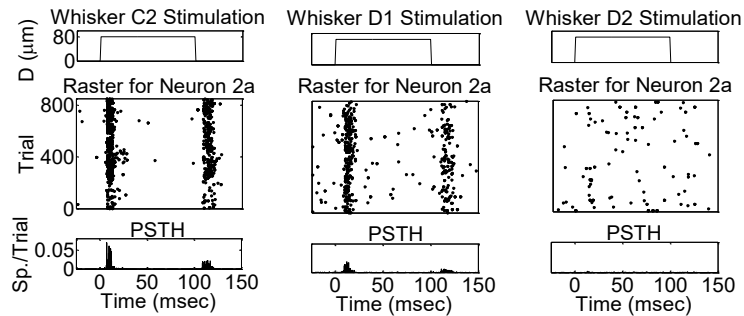 Whisker C2 Stimulation
Whisker D1 Stimulation
Whisker D2 Stimulation
D (μm)
80
0
Raster for Neuron 2a
Raster for Neuron 2a
Raster for Neuron 2a
Trial
800
400
0
PSTH
PSTH
PSTH
Sp./Trial
0.05
0
0 50 100 150
0 50 100 150
0 50 100 150
Time (msec)
Time (msec)
Time (msec)